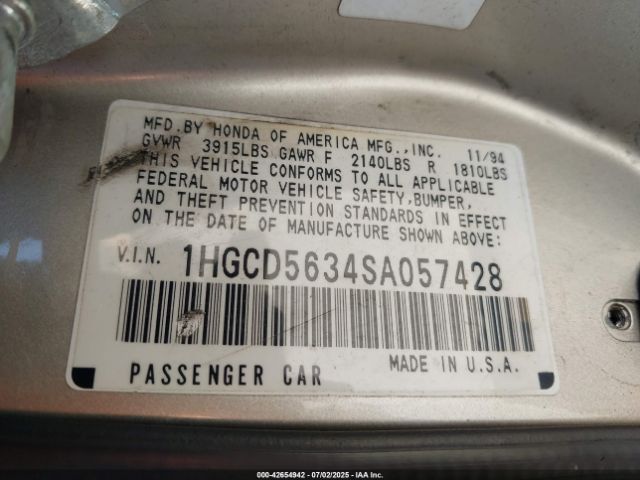 MFD.BY HONDA OF AMERICA MFG.,INC. 11/94
GVWR 3915LBS GAWR F 2140LBS R 1810LBS
THIS VEHICLE CONFORMS TO ALL APPLICABLE
FEDERAL MOTOR VEHICLE SAFETY,BUMPER,
AND THEFT PREVENTION STANDARDS IN EFFECT
ON THE DATE OF MANUFACTURE SHOWN ABOVE:
V.I.N. 1HGCD5634SA057428
PASSENGER CAR MADE IN U.S.A.
000-42654942 07/02/2025 - IAA Inc.